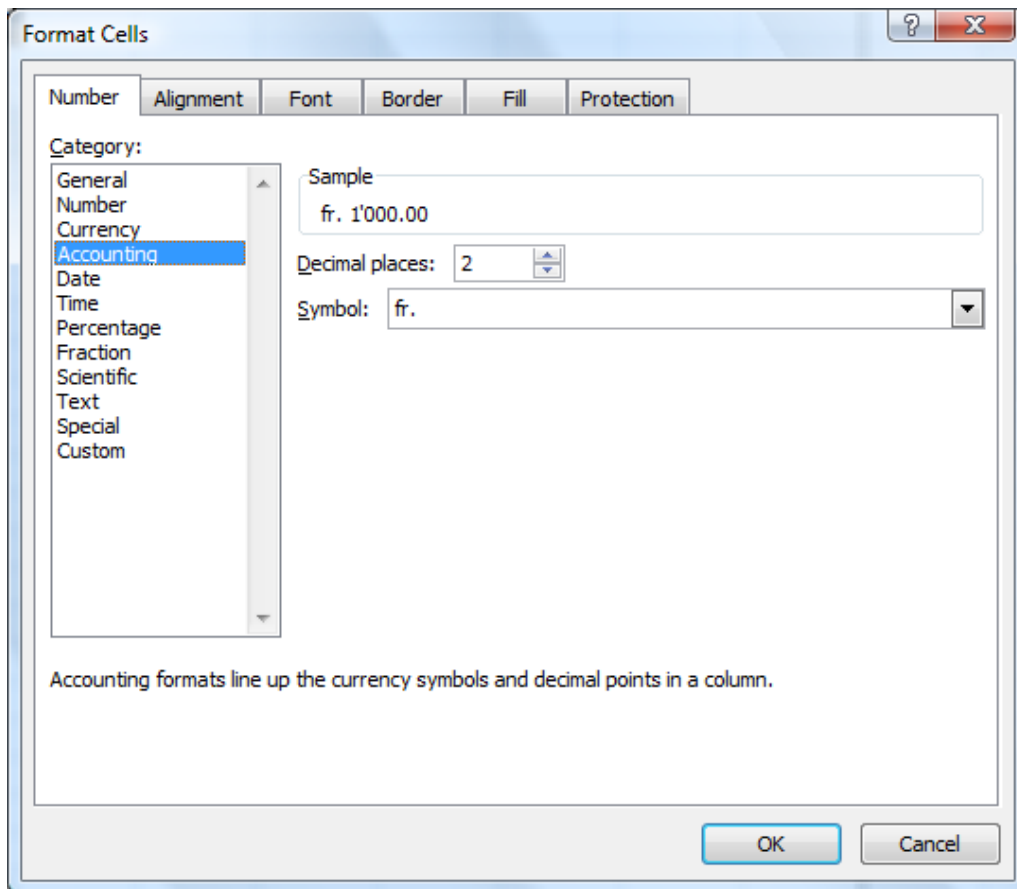 Format Cells
Number Alignment Font Border Fill Protection
Category:
General
Number
Currency
Accounting
Date
Time
Percentage
Fraction
Scientific
Text
Special
Custom
Sample
fr. 1'000.00
Decimal places: 2
Symbol: fr.
Accounting formats line up the currency symbols and decimal points in a column.
OK Cancel